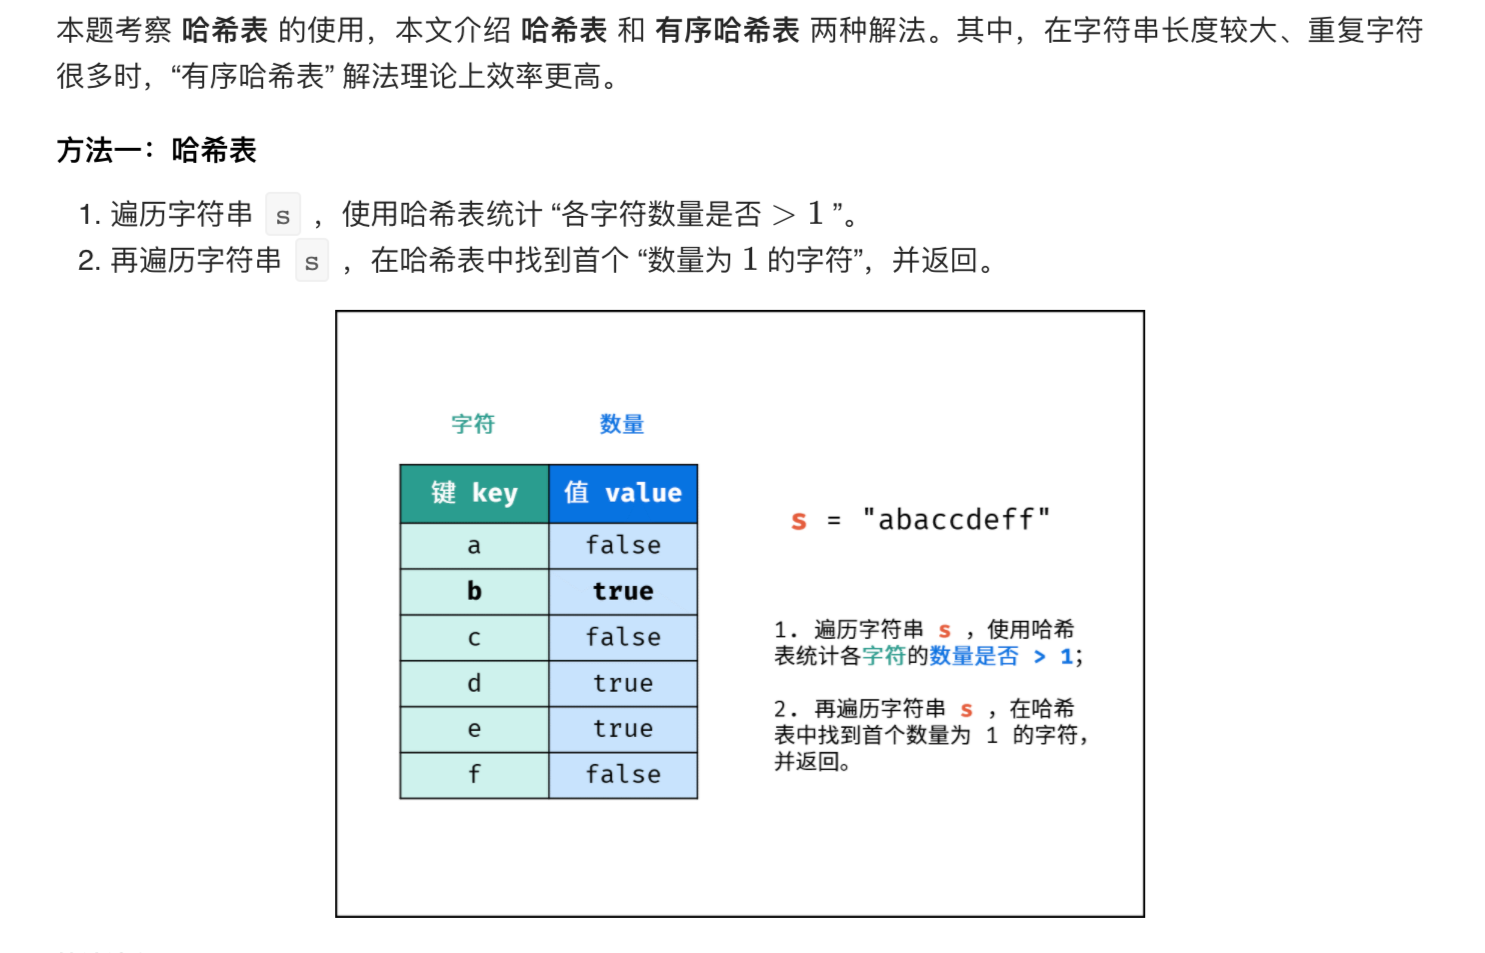 本题考察 哈希表 的使用，本文介绍 哈希表 和 有序哈希表 两种解法。其中，在字符串长度较大、重复字符
很多时，“有序哈希表” 解法理论上效率更高。
方法一：哈希表
1. 遍历字符串 s ，使用哈希表统计 “各字符数量是否 > 1 ”。
2. 再遍历字符串 s ，在哈希表中找到首个 “数量为 1 的字符”，并返回。
字符 数量
键 key 值 value
a false
b true
c false
d true
e true
f false
s = "abaccdeff"
1. 遍历字符串 s ，使用哈希
表统计各字符的数量是否 > 1；
2. 再遍历字符串 s ，在哈希
表中找到首个数量为 1 的字符，
并返回。